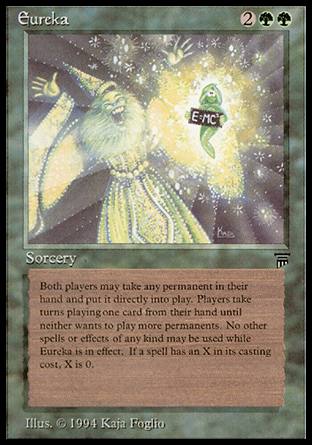 Eureka 2
E=MC²
KAJA
Sorcery
Both players may take any permanent in their
hand and put it directly into play. Players take
turns playing one card from their hand until
neither wants to play more permanents. No other
spells or effects of any kind may be used while
Eureka is in effect. If a spell has an X in its casting
cost, X is 0.
Illus. © 1994 Kaja Foglio